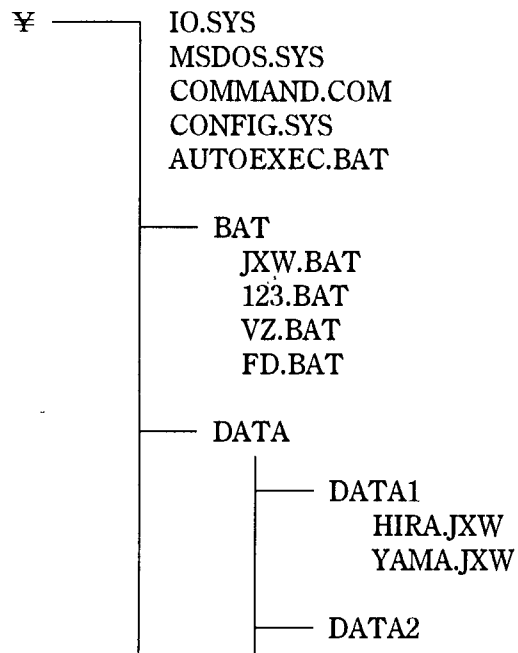 ¥ IO.SYS
MSDOS.SYS
COMMAND.COM
CONFIG.SYS
AUTOEXEC.BAT
BAT
JXW.BAT
123.BAT
VZ.BAT
FD.BAT
DATA
DATA1
HIRA.JXW
YAMA.JXW
DATA2